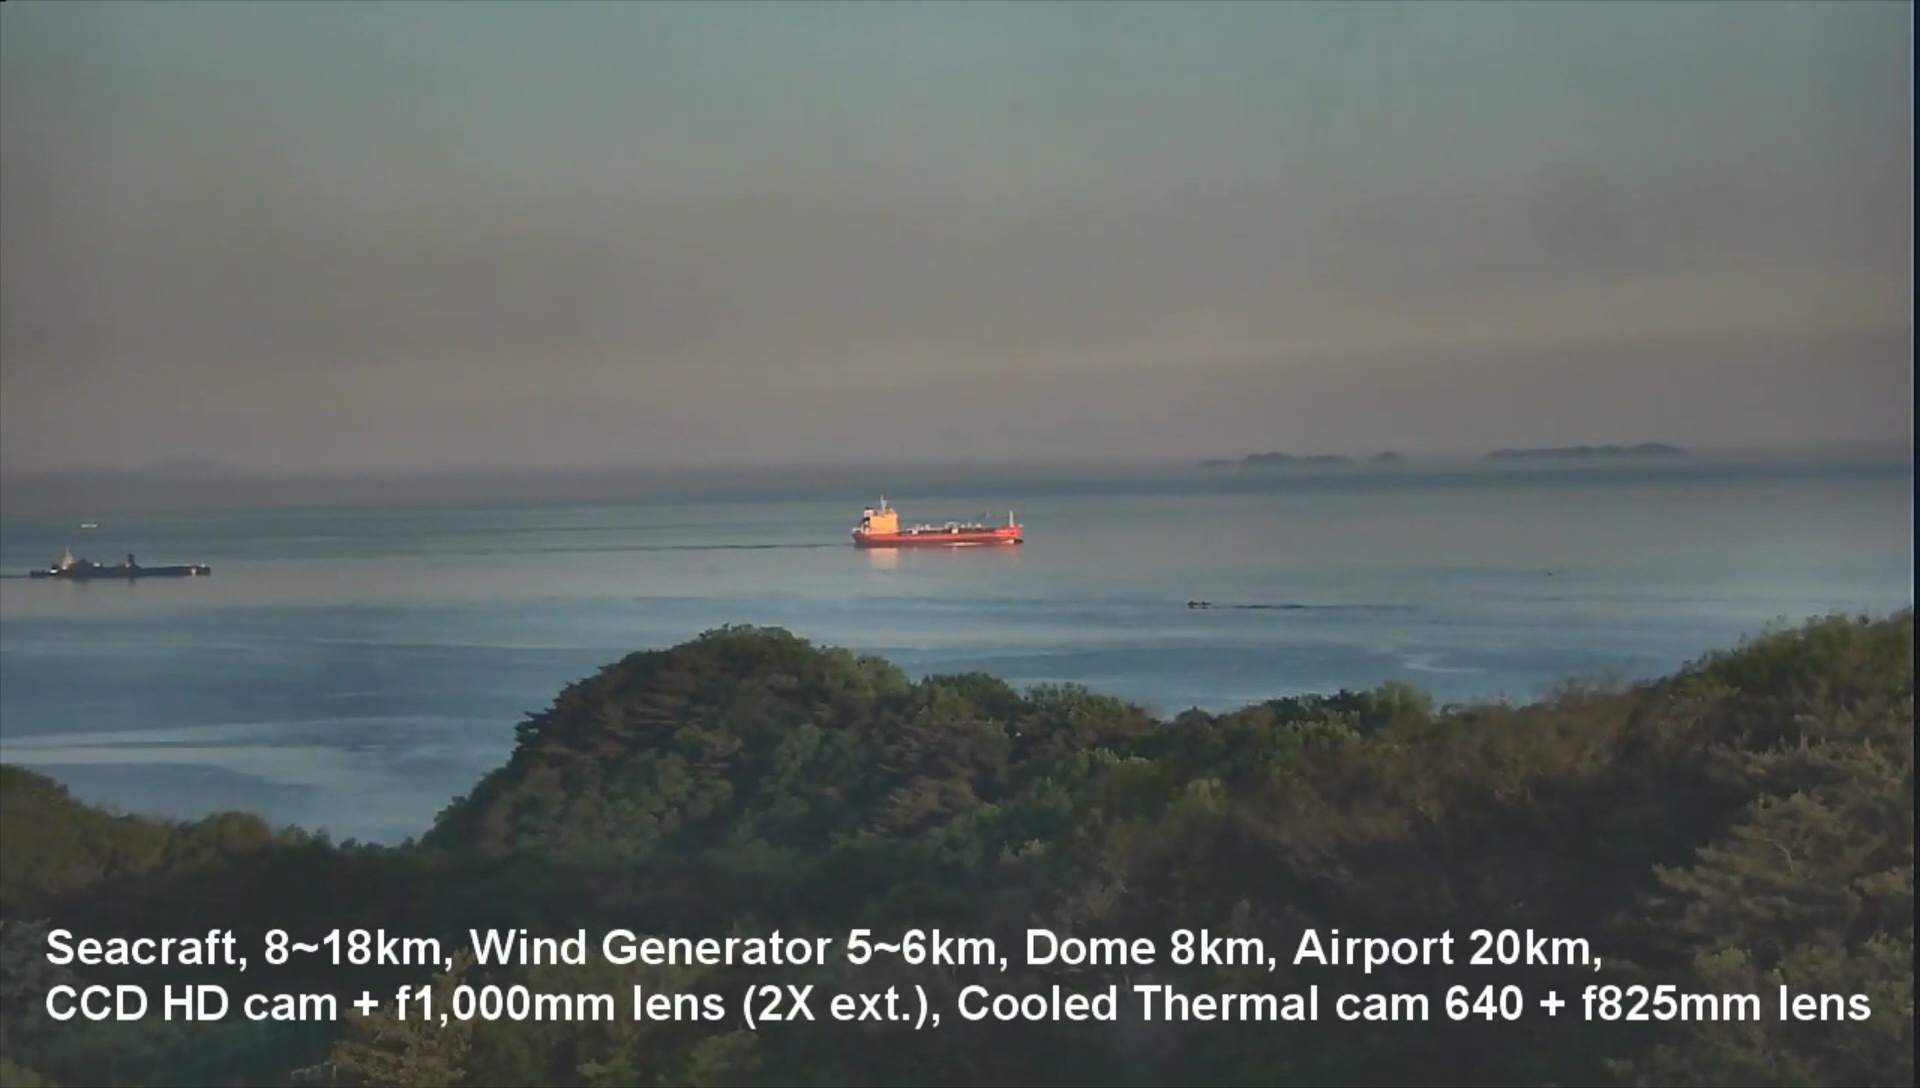 Seacraft, 8~18km, Wind Generator 5~6km, Dome 8km, Airport 20km,
CCD HD cam + f1,000mm lens (2X ext.), Cooled Thermal cam 640 + f825mm lens